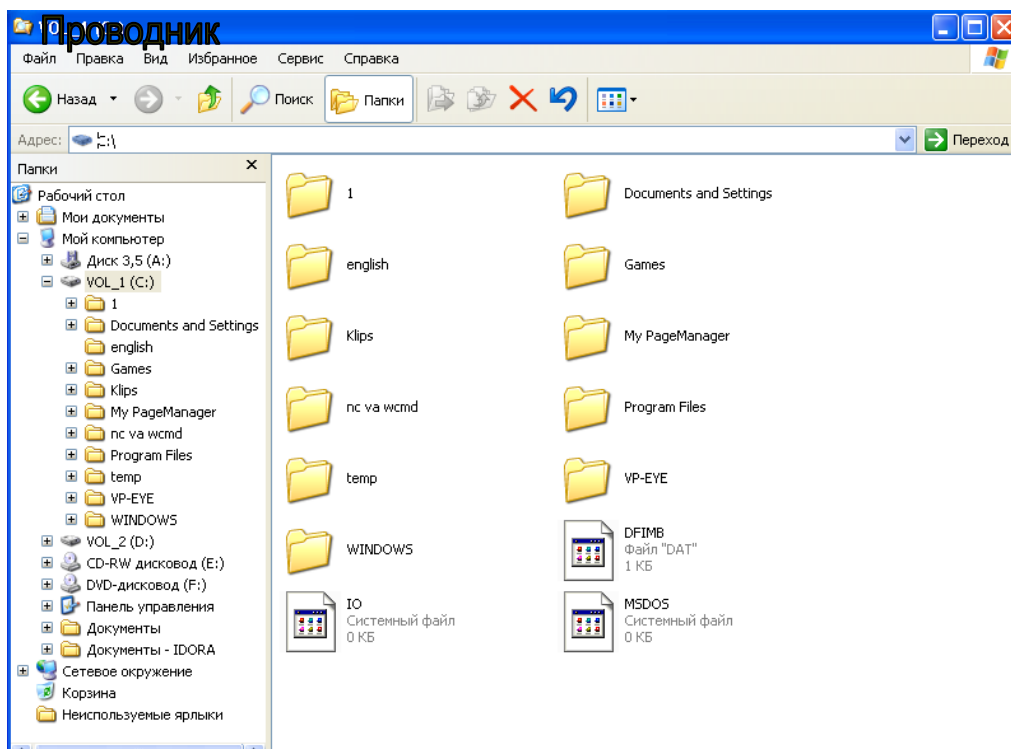 Проводник
Файл Правка Вид Избранное Сервис Справка
Назад Поиск Папки
Адрес: C:\ Переход
Папки
Рабочий стол
Мои документы
Мой компьютер
Диск 3,5 (A:)
VOL_1 (C:)
1
Documents and Settings
english
Games
Klips
My PageManager
nc va wcmd
Program Files
temp
VP-EYE
WINDOWS
VOL_2 (D:)
CD-RW дисковод (E:)
DVD-дисковод (F:)
Панель управления
Документы
Документы - IDORA
Сетевое окружение
Корзина
Неиспользуемые ярлыки
1 Documents and Settings
english Games
Klips My PageManager
nc va wcmd Program Files
temp VP-EYE
WINDOWS
DFIMB
Файл "DAT"
1 КБ
IO
Системный файл
0 КБ
MSDOS
Системный файл
0 КБ